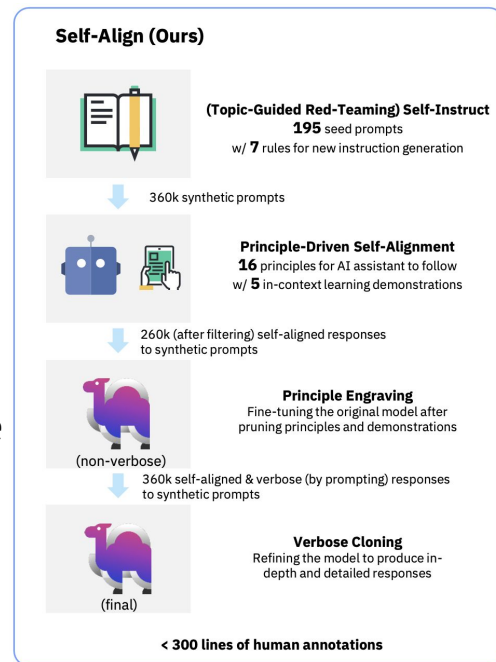 Self-Align (Ours)
(Topic-Guided Red-Teaming) Self-Instruct
195 seed prompts
w/ 7 rules for new instruction generation
360k synthetic prompts
Principle-Driven Self-Alignment
16 principles for AI assistant to follow
w/ 5 in-context learning demonstrations
260k (after filtering) self-aligned responses
to synthetic prompts
Principle Engraving
Fine-tuning the original model after
pruning principles and demonstrations
(non-verbose)
360k self-aligned & verbose (by prompting) responses
to synthetic prompts
Verbose Cloning
Refining the model to produce in-
depth and detailed responses
(final)
< 300 lines of human annotations